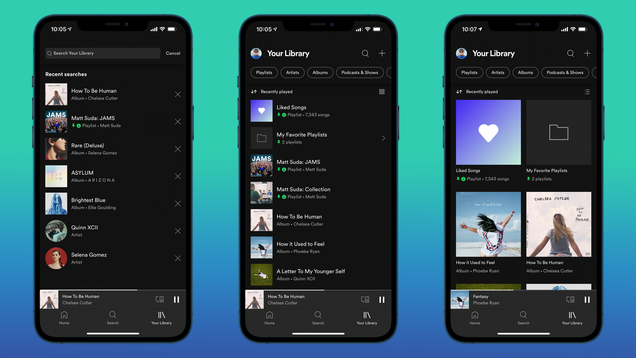 10:05
Search Your Library
Cancel
Recent searches
How To Be Human
Album • Chelsea Cutler
Matt Suda: JAMS
Playlist • Matt Suda
Rare (Deluxe)
Album • Selena Gomez
ASYLUM
Album • A R I Z O N A
Brightest Blue
Album • Ellie Goulding
Quinn XCII
Artist
Selena Gomez
Artist
How To Be Human
Chelsea Cutler
Home
Search
Your Library
10:05
Your Library
Playlists
Artists
Albums
Podcasts & Shows
Recently played
Liked Songs
Playlist • 7,343 songs
My Favorite Playlists
2 playlists
JAMS
Matt Suda: JAMS
Playlist • Matt Suda
Matt Suda: Collection
Playlist • Matt Suda
How To Be Human
Album • Chelsea Cutler
How it Used to Feel
Album • Phoebe Ryan
A Letter To My Younger Self
Album • Quinn XCII
How To Be Human
Chelsea Cutler
Home
Search
Your Library
10:07
Your Library
Playlists
Artists
Albums
Podcasts & Shows
Recently played
Liked Songs
Playlist • 7,343 songs
My Favorite Playlists
2 playlists
CHELSEA CUTLER
How it Used to Feel
Album • Phoebe Ryan
How To Be Human
Album • Chelsea Cutler
Fantasy
Phoebe Ryan
Home
Search
Your Library